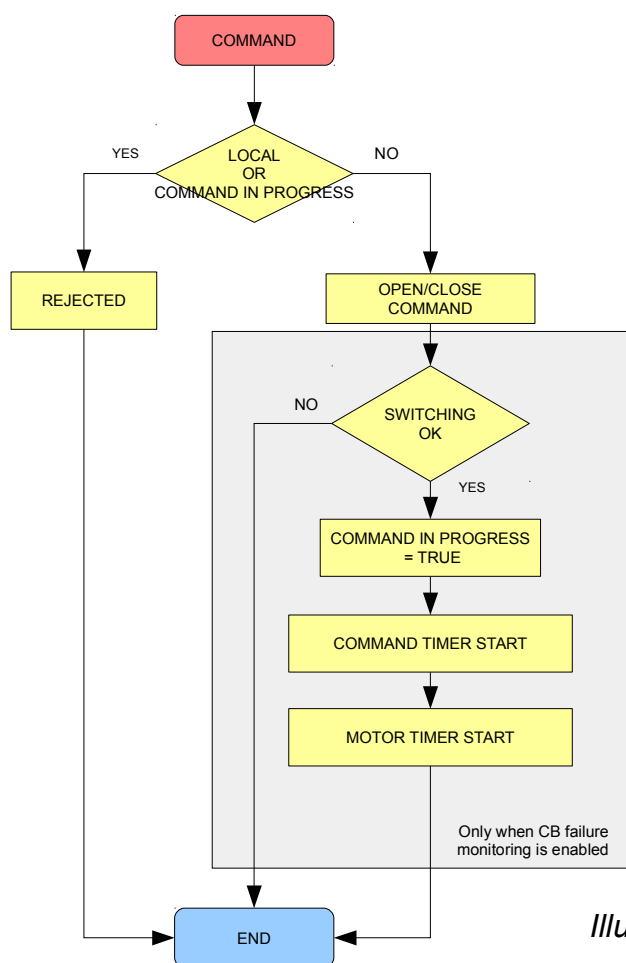 COMMAND
YES
LOCAL
OR
COMMAND IN PROGRESS
NO
REJECTED
OPEN/CLOSE
COMMAND
NO
SWITCHING
OK
YES
COMMAND IN PROGRESS
= TRUE
COMMAND TIMER START
MOTOR TIMER START
Only when CB failure
monitoring is enabled
END